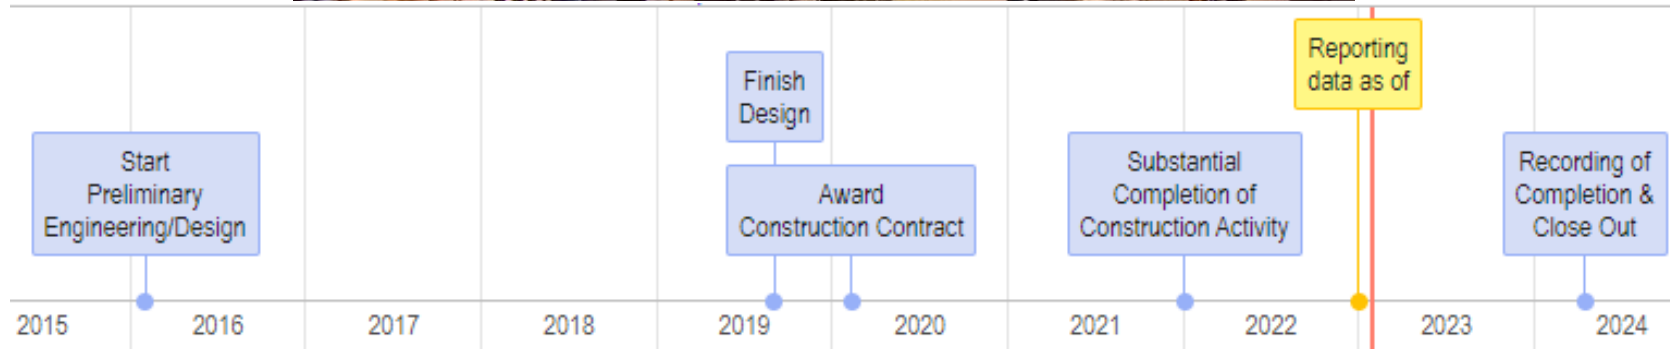 Reporting
data as of
Finish
Design
Start
Preliminary
Engineering/Design
Award
Construction Contract
Substantial
Completion of
Construction Activity
Recording of
Completion &
Close Out
2015 2016 2017 2018 2019 2020 2021 2022 2023 2024